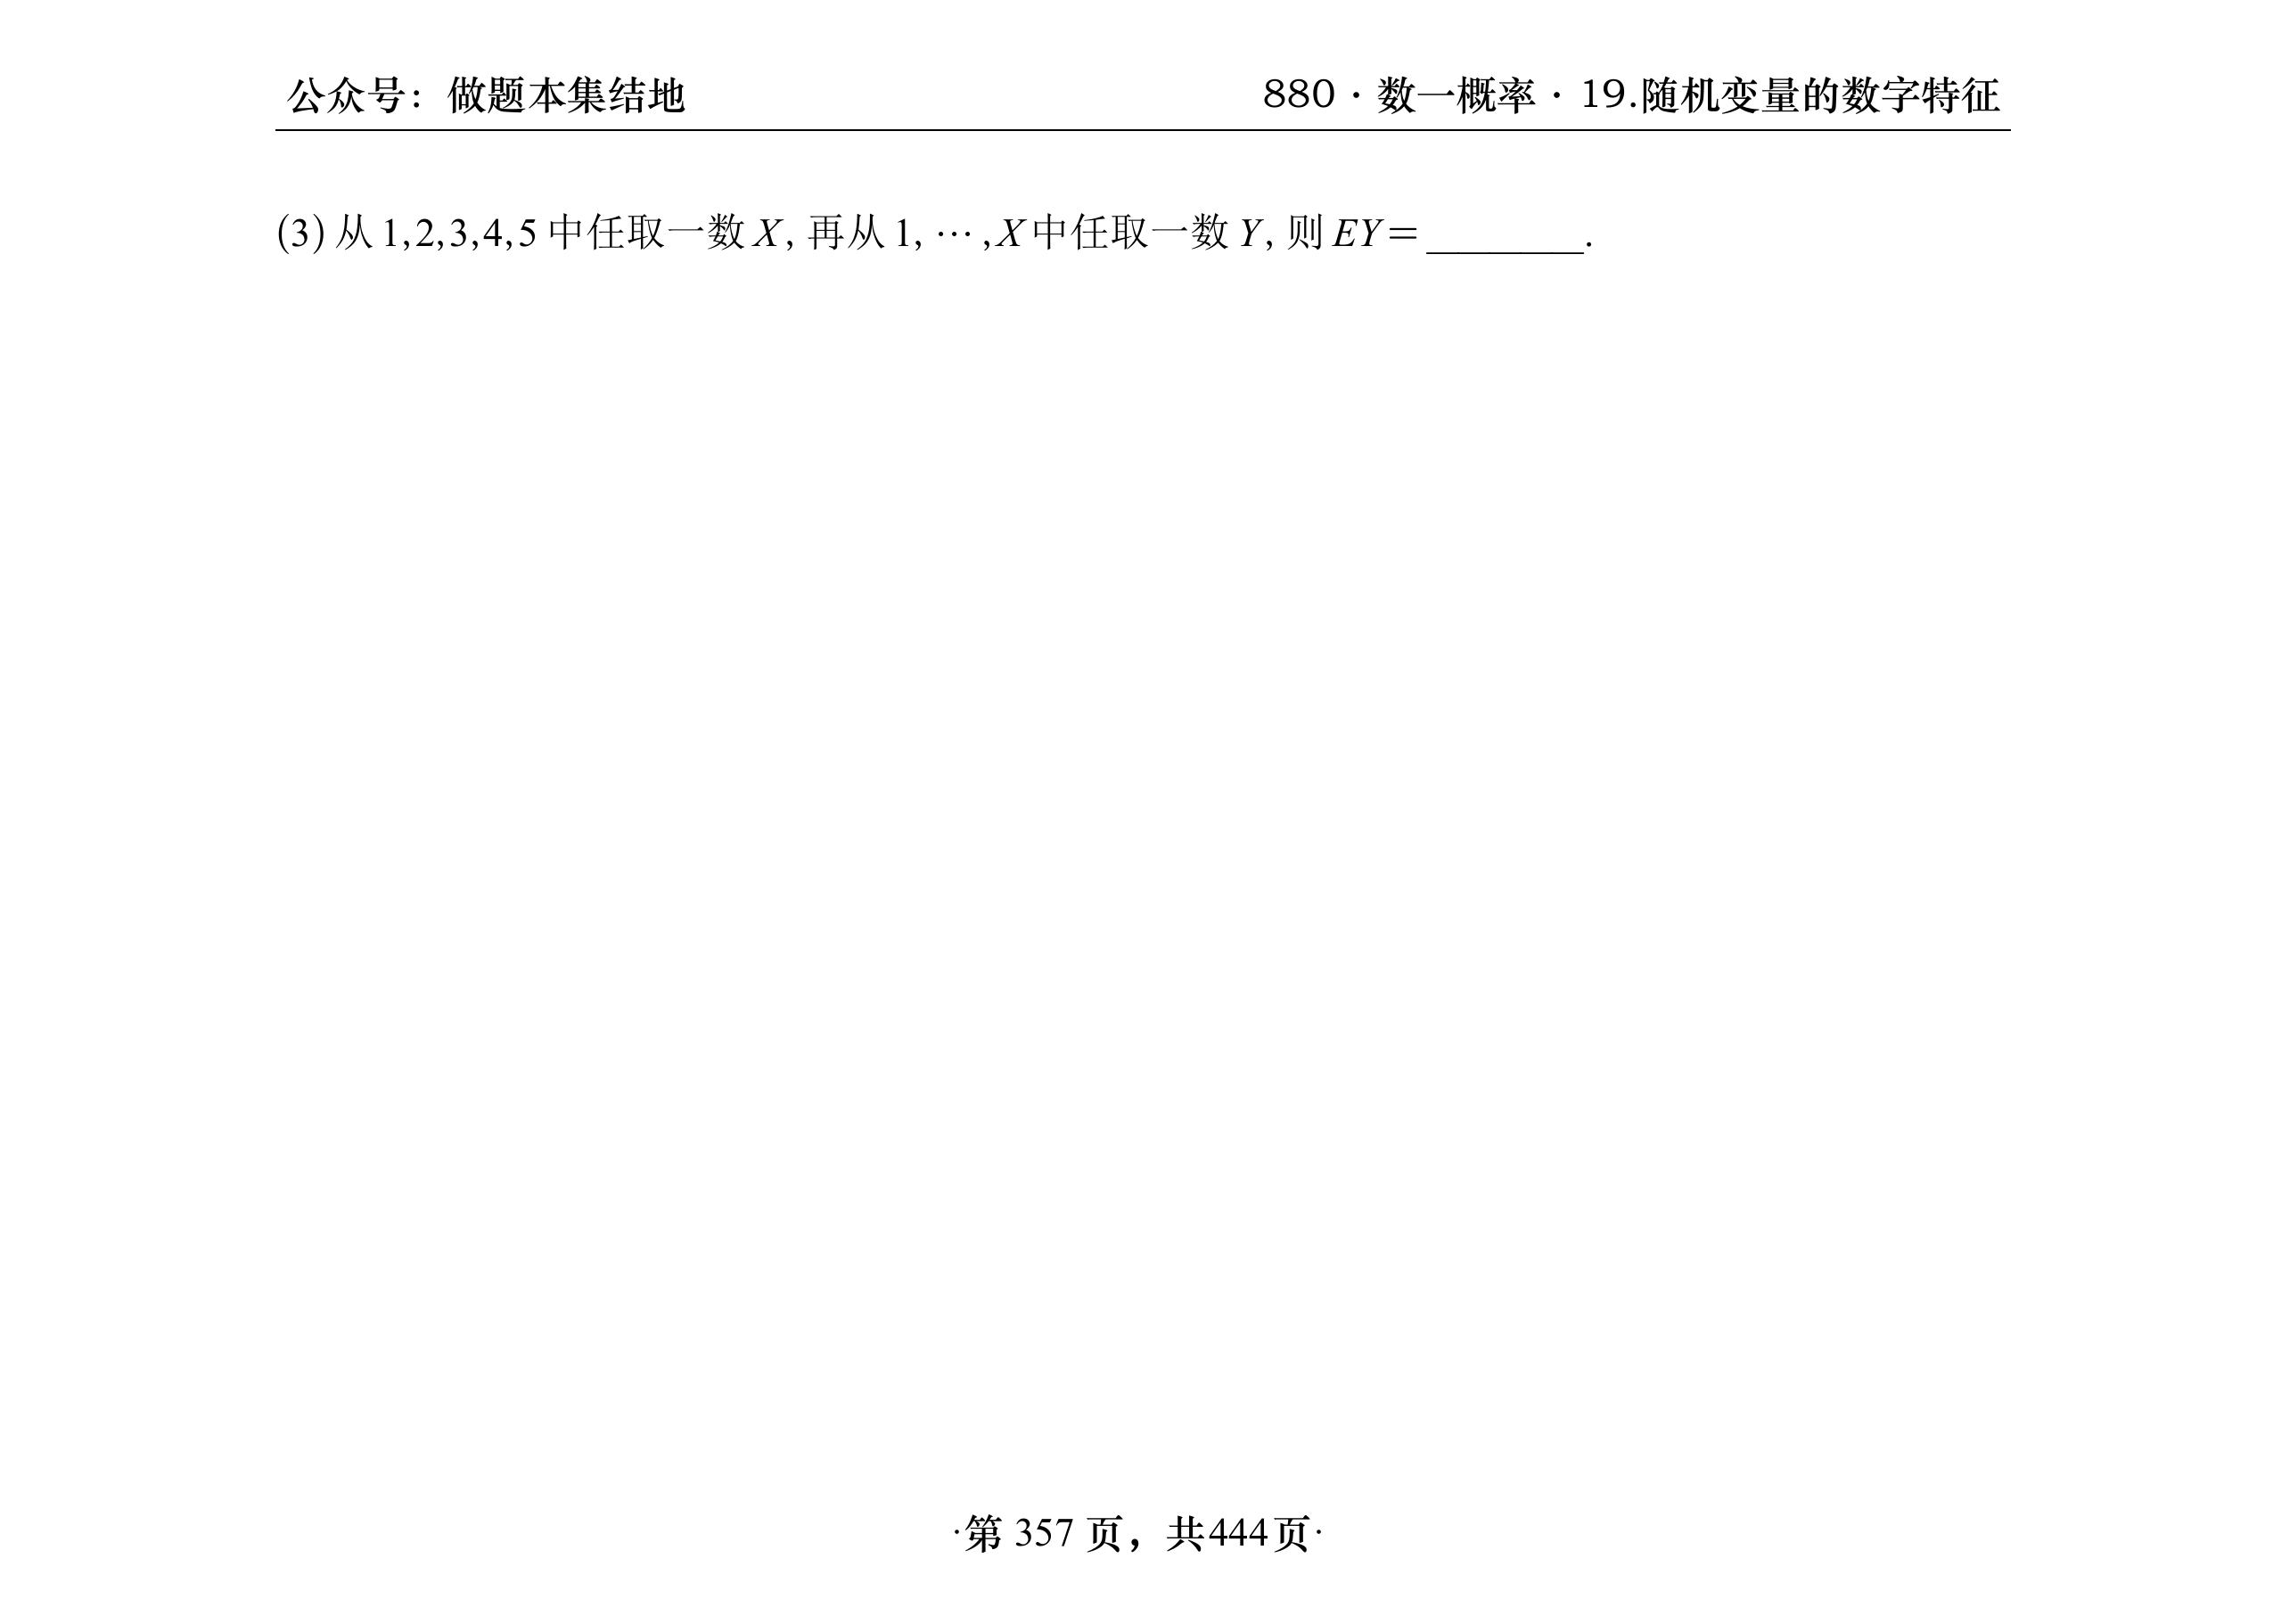 公众号：做题本集结地
880·数一概率·19.随机变量的数字特征
(3) 从 1,2,3,4,5 中任取一数 X, 再从 1, ⋯ ,X 中任取一数 Y, 则 EY= ________.
·第 357 页，共444页·